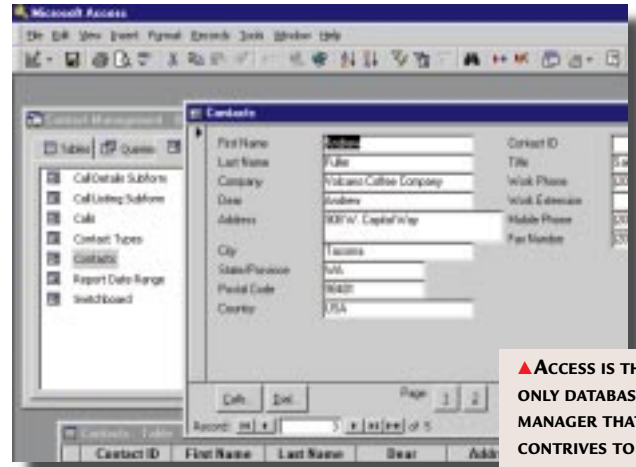 Microsoft Access
File Edit View Insert Format Records Tools Window Help
Contact Management
Tables Queries
Call Details Subform
Call Listing Subform
Calls
Contact Types
Contacts
Report Date Range
Switchboard
Contacts
First Name Andrew
Last Name Fuller
Company Volcano Coffee Company
Dear Andrew
Address 908 W. Capital Way
City Tacoma
State/Province WA
Postal Code 98401
Country USA
Contact ID
Title
Work Phone
Work Extension
Mobile Phone
Fax Number
Calls... Dial... Page: 1 2
Record: 3 of 5
Contacts : Table
Contact ID First Name Last Name Dear
▲ACCESS IS TH
ONLY DATABAS
MANAGER THAT
CONTRIVES TO